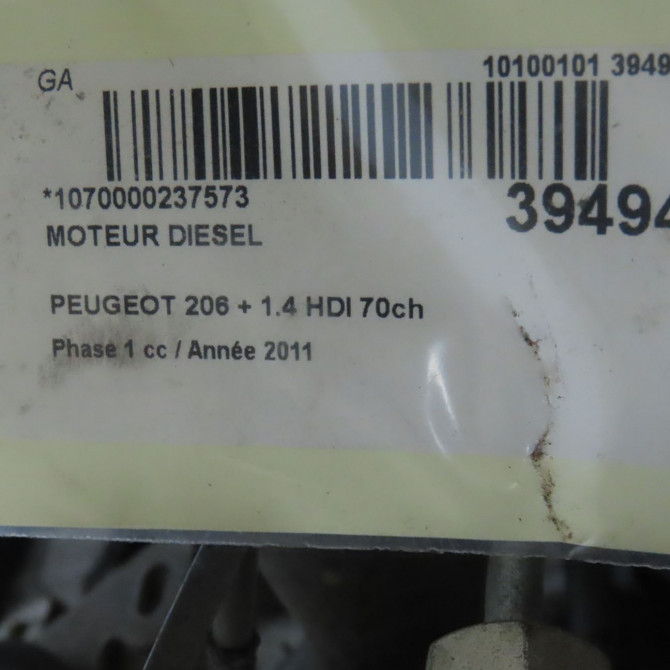 GA
10100101 3949
*1070000237573
39494
MOTEUR DIESEL
PEUGEOT 206 + 1.4 HDI 70ch
Phase 1 cc / Année 2011